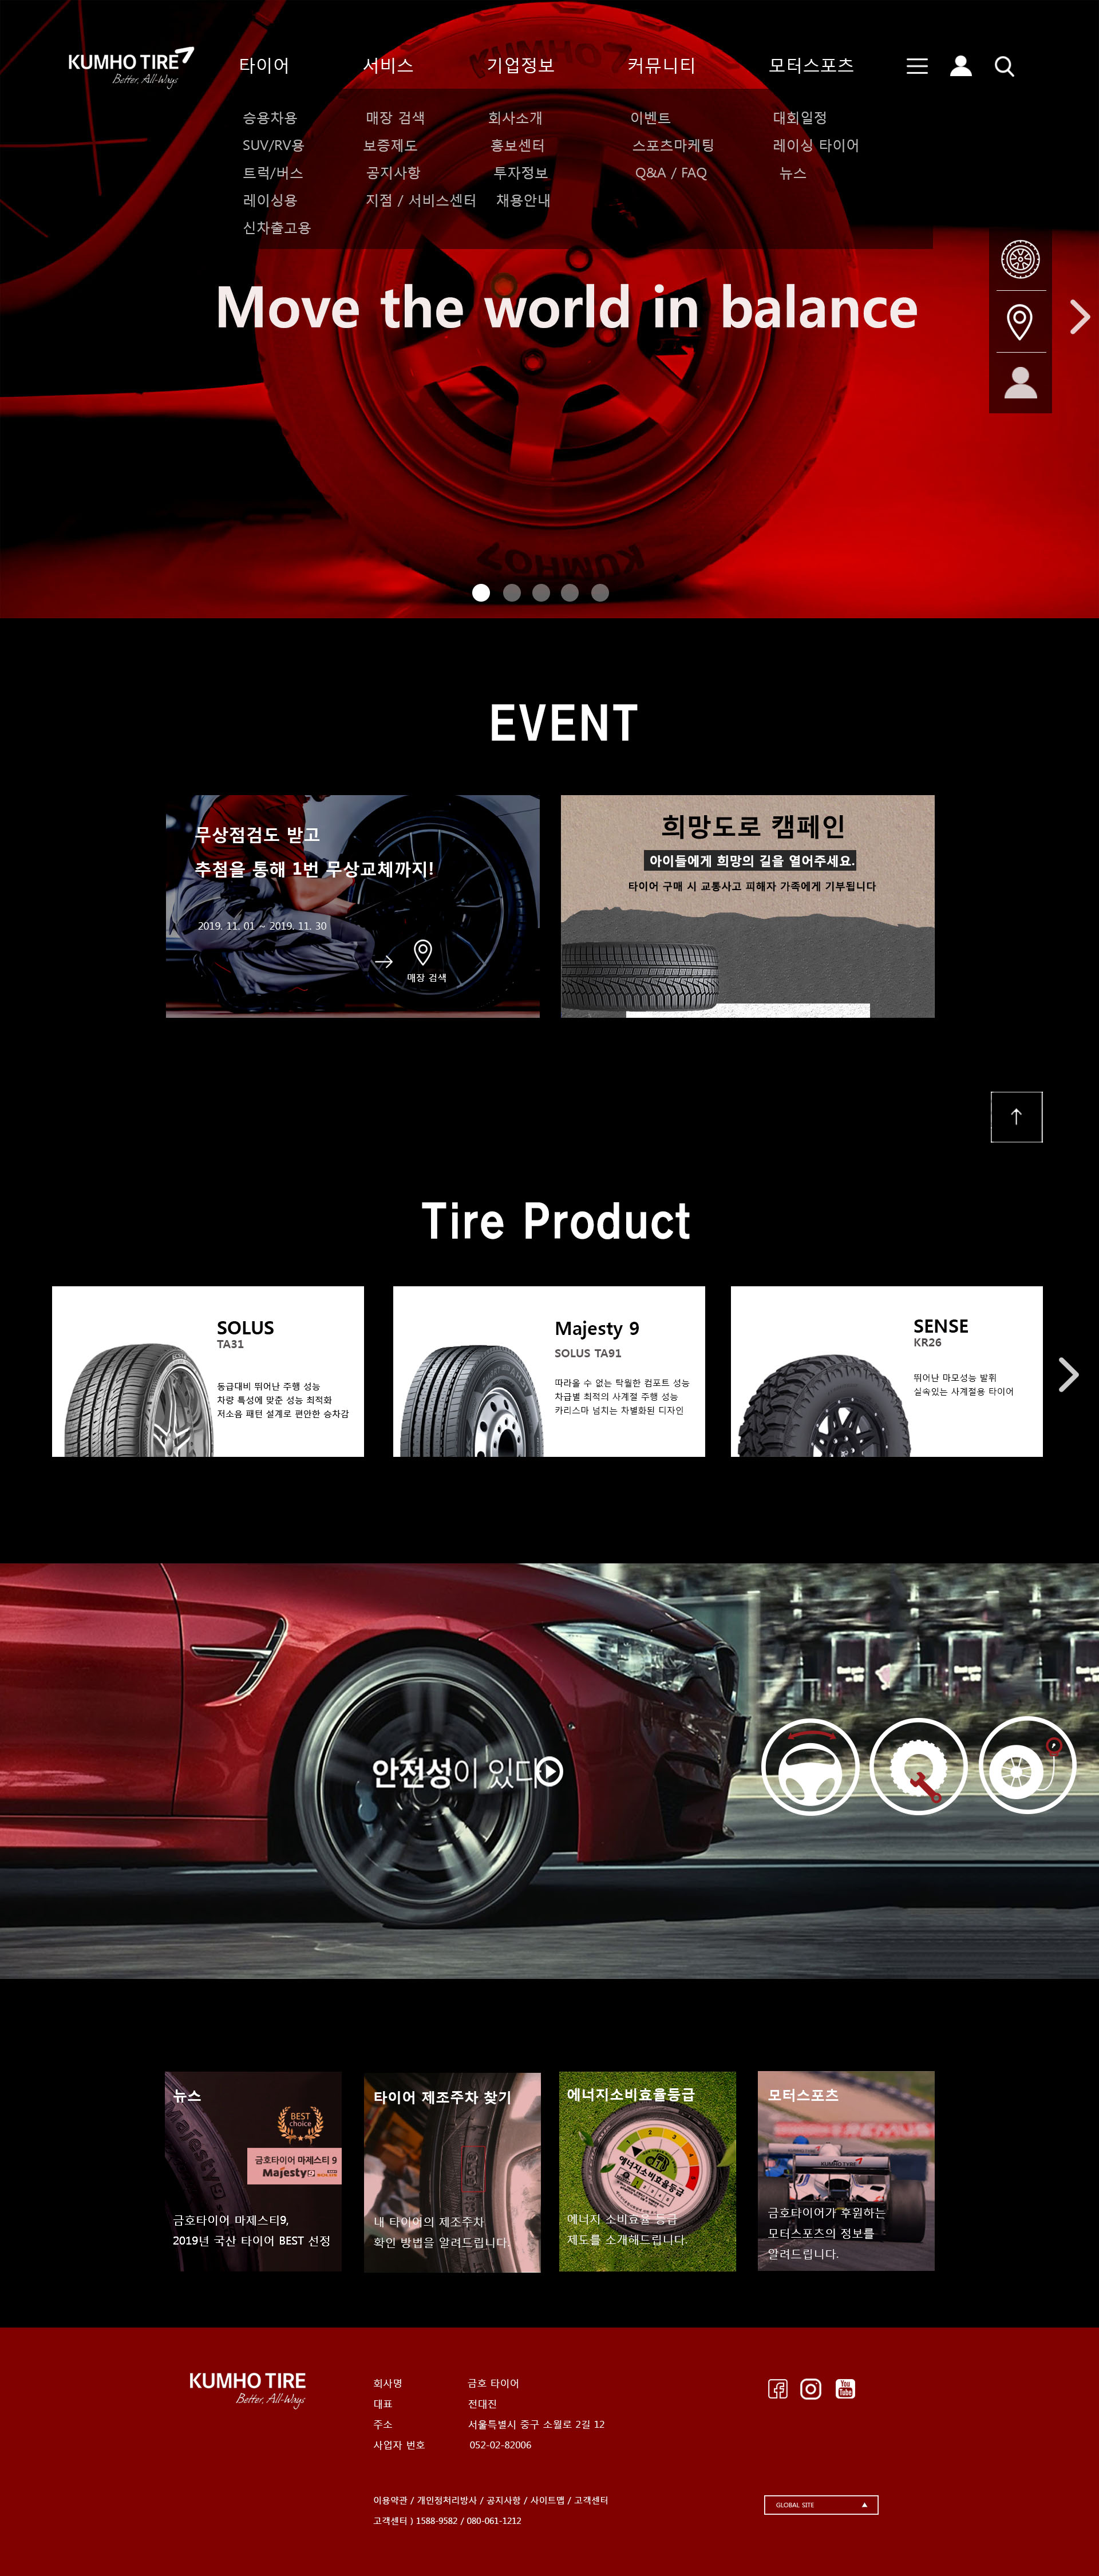 KUMHO TIRE
Better, All-Ways
타이어
서비스
기업정보
커뮤니티
모터스포츠
승용차용
SUV/RV용
트럭/버스
레이싱용
신차출고용
매장 검색
보증제도
공지사항
지점 / 서비스센터
회사소개
홍보센터
투자정보
채용안내
이벤트
스포츠마케팅
Q&A / FAQ
대회일정
레이싱 타이어
뉴스
Move the world in balance
KUMHO
EVENT
무상점검도 받고
추첨을 통해 1번 무상교체까지!
2019. 11. 01 ~ 2019. 11. 30
매장 검색
희망도로 캠페인
아이들에게 희망의 길을 열어주세요.
타이어 구매 시 교통사고 피해자 가족에게 기부됩니다
Tire Product
SOLUS
TA31
동급대비 뛰어난 주행 성능
차량 특성에 맞춘 성능 최적화
저소음 패턴 설계로 편안한 승차감
Majesty 9
SOLUS TA91
따라올 수 없는 탁월한 컴포트 성능
차급별 최적의 사계절 주행 성능
카리스마 넘치는 차별화된 디자인
SENSE
KR26
뛰어난 마모성능 발휘
실속있는 사계절용 타이어
안전성이 있다
뉴스
BEST
choice
금호타이어 마제스티 9
Majesty9
금호타이어 마제스티9,
2019년 국산 타이어 BEST 선정
타이어 제조주차 찾기
내 타이어의 제조주차
확인 방법을 알려드립니다.
에너지소비효율등급
에너지소비효율등급
에너지 소비효율 등급
제도를 소개해드립니다.
모터스포츠
KUMHO TYRE
금호타이어가 후원하는
모터스포츠의 정보를
알려드립니다.
KUMHO TIRE
Better, All-Ways
회사명 금호 타이어
대표 전대진
주소 서울특별시 중구 소월로 2길 12
사업자 번호 052-02-82006
이용약관 / 개인정처리방사 / 공지사항 / 사이트맵 / 고객센터
고객센터 ) 1588-9582 / 080-061-1212
You
Tube
GLOBAL SITE